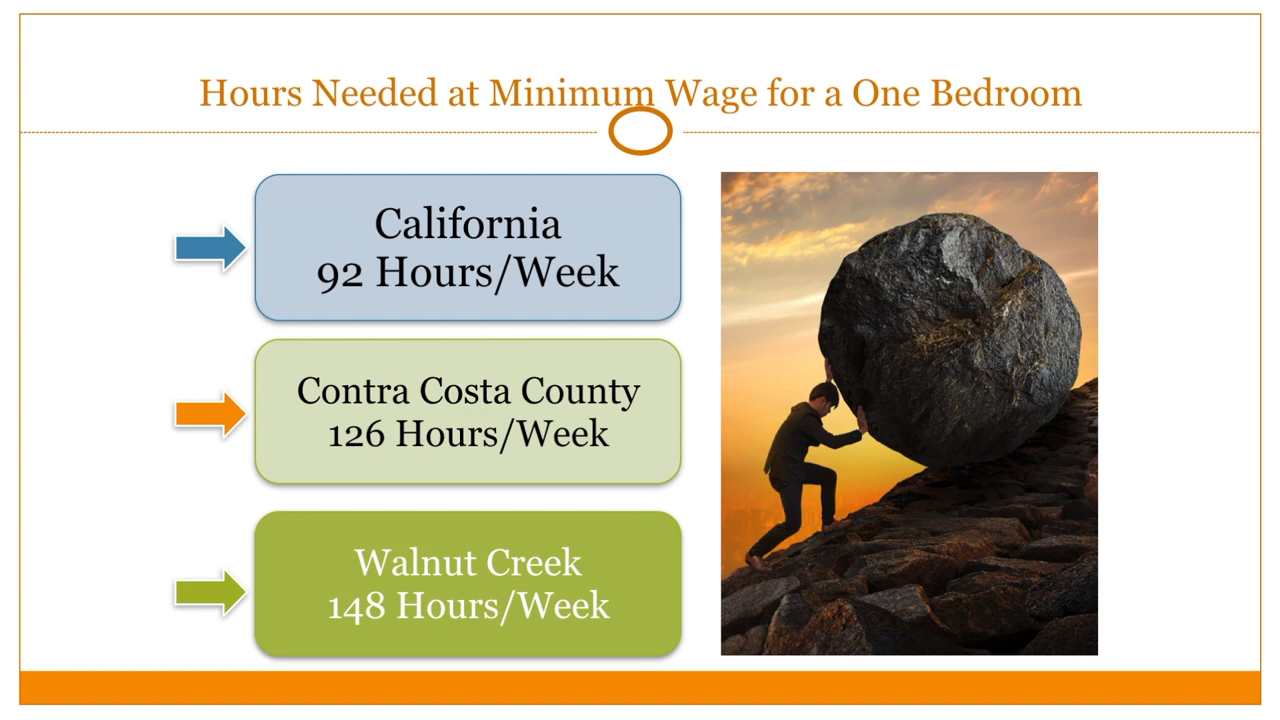 Hours Needed at Minimum Wage for a One Bedroom
California
92 Hours/Week
Contra Costa County
126 Hours/Week
Walnut Creek
148 Hours/Week